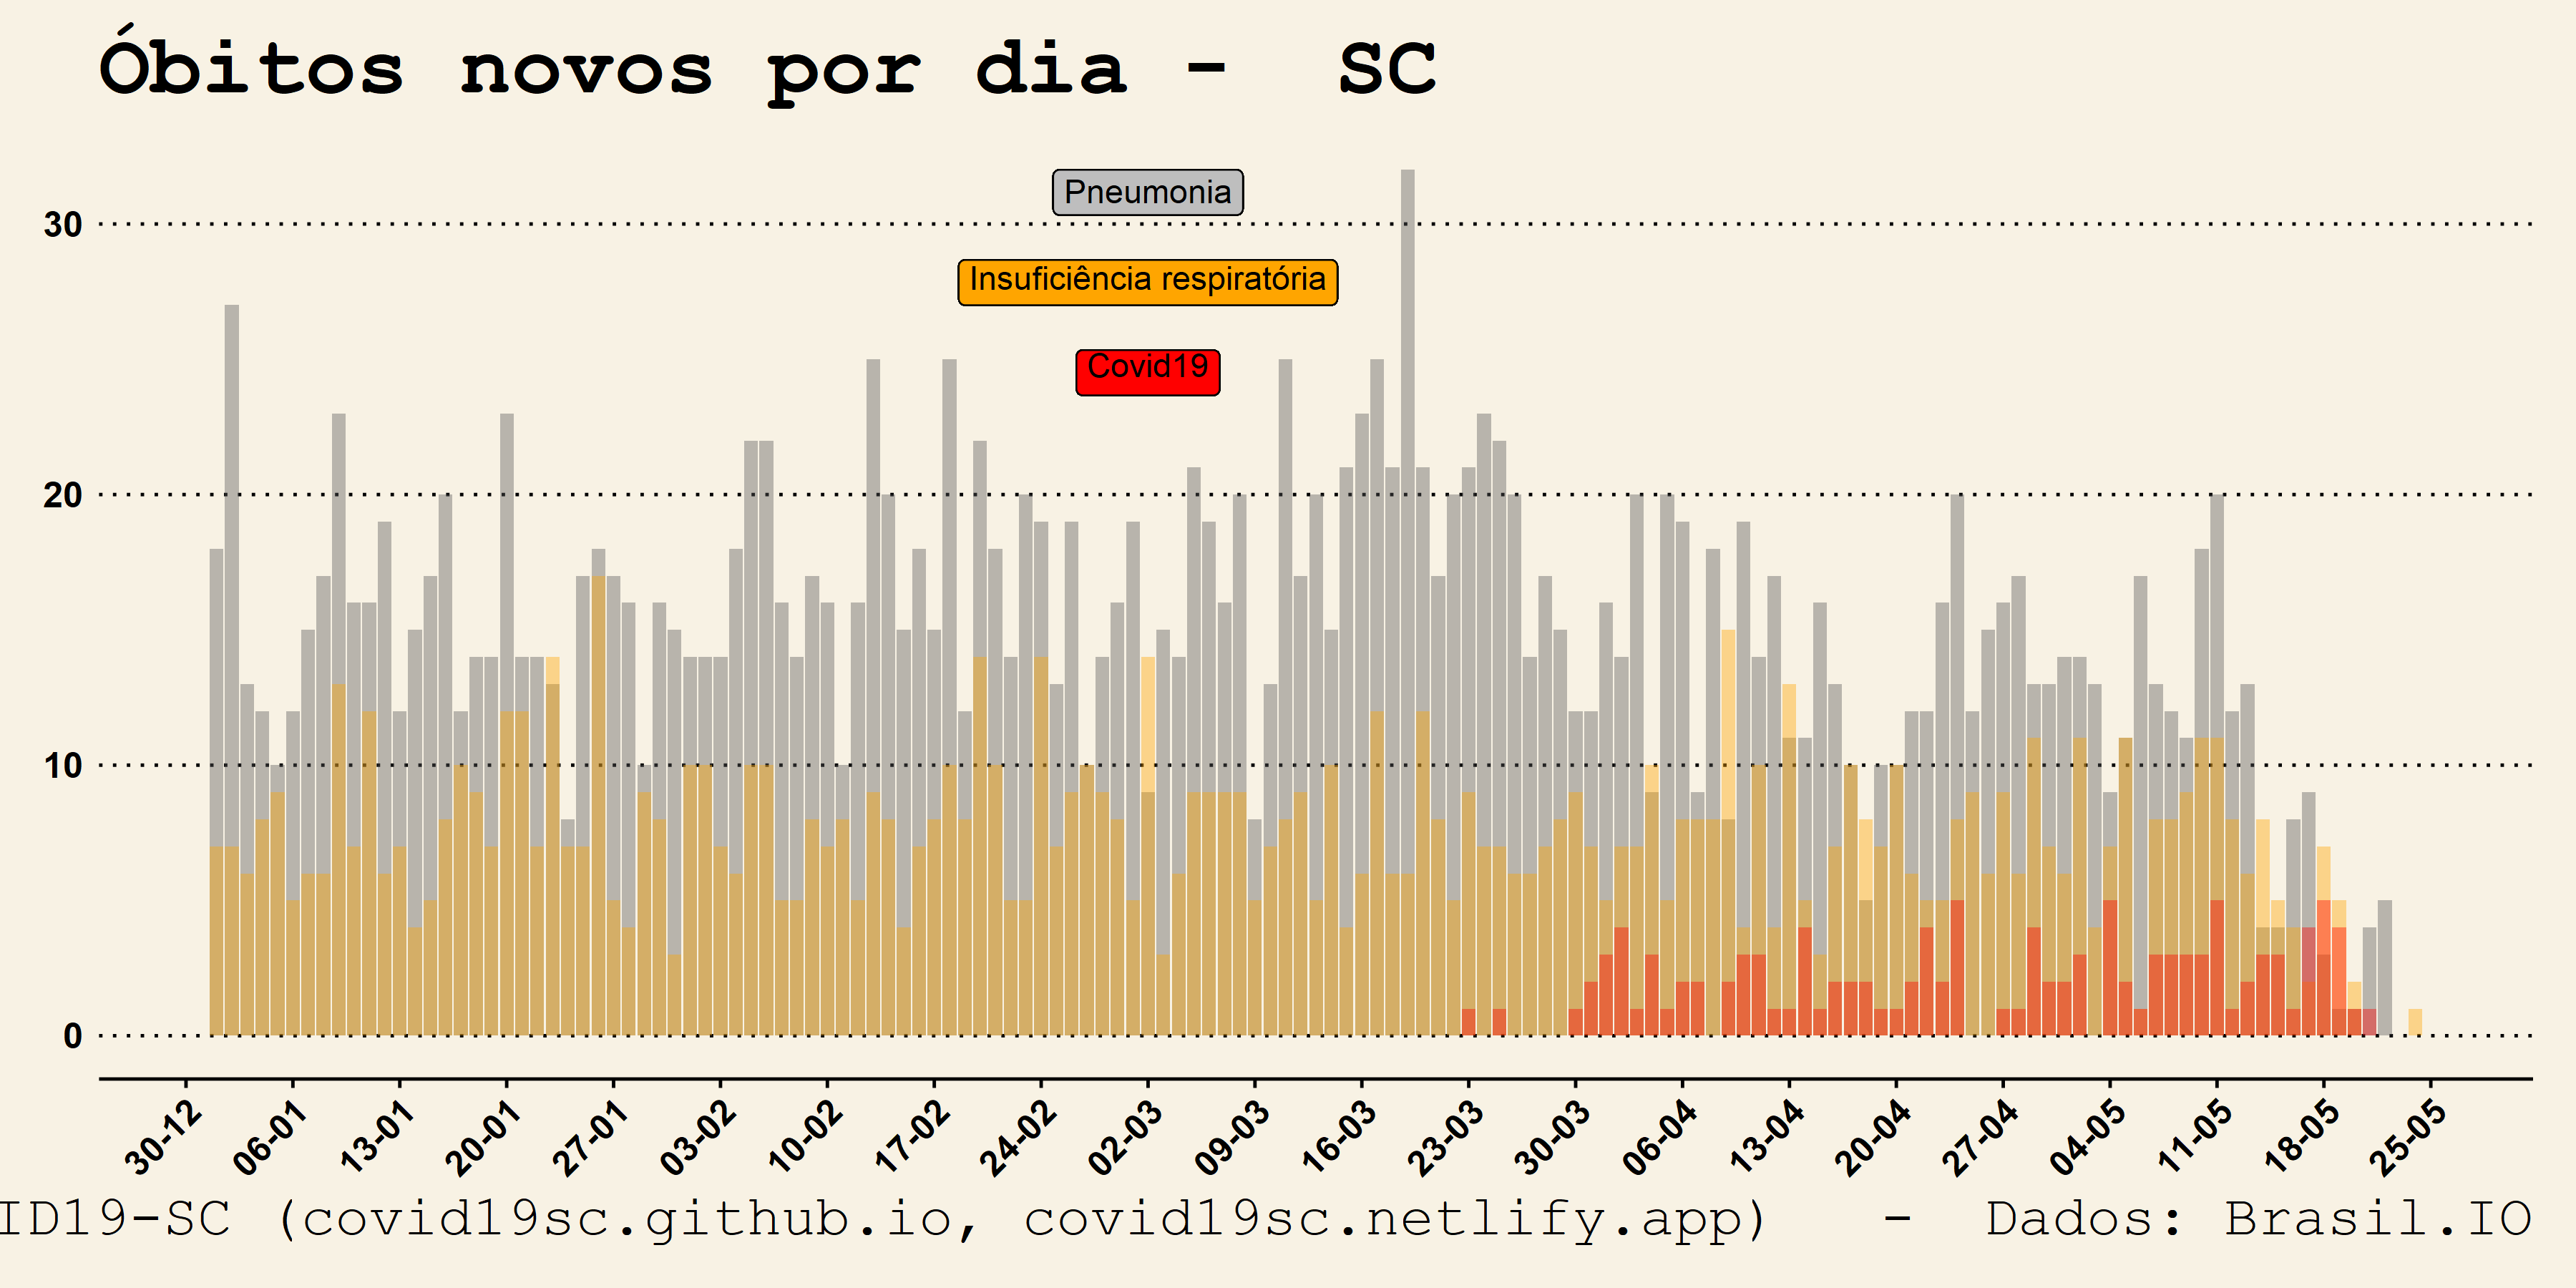 Óbitos novos por dia -  SC
Pneumonia
30
Insuficiência respiratória
Covid19
20
10
0
30-12 06-01 13-01 20-01 27-01 03-02 10-02 17-02 24-02 02-03 09-03 16-03 23-03 30-03 06-04 13-04 20-04 27-04 04-05 11-05 18-05 25-05
ID19-SC (covid19sc.github.io, covid19sc.netlify.app)  -  Dados: Brasil.IO